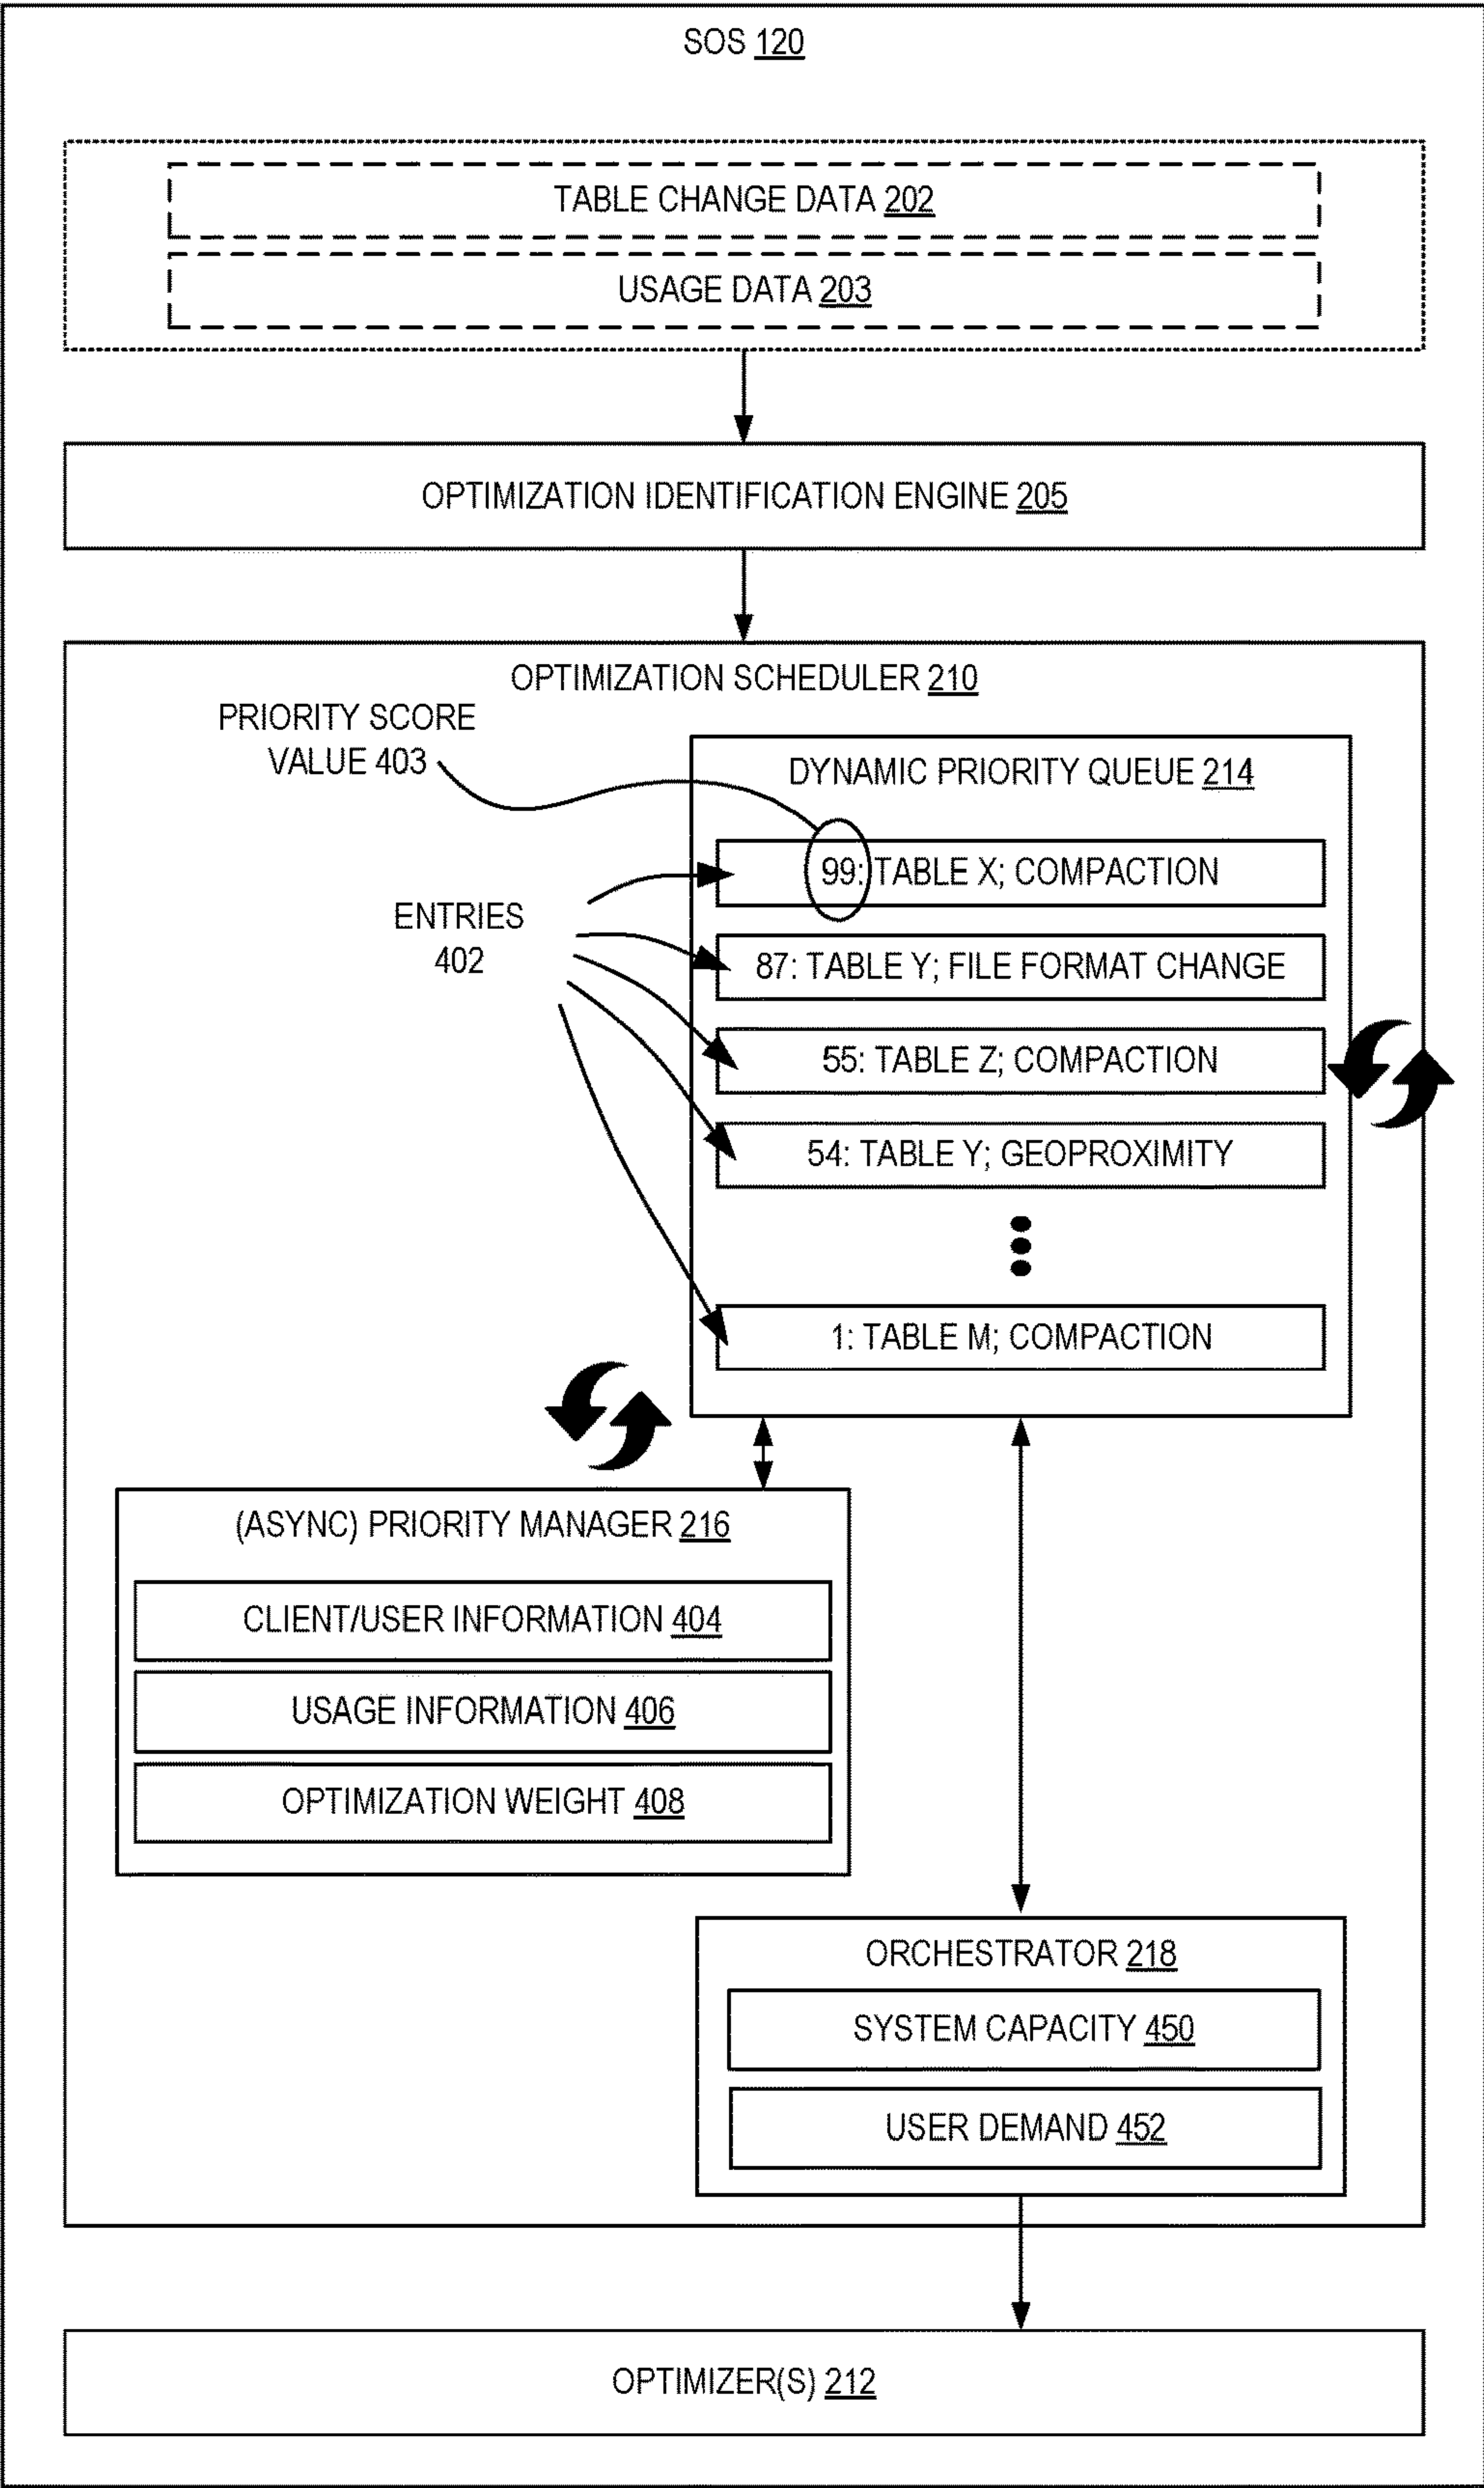 SOS 120
TABLE CHANGE DATA 202
USAGE DATA 203
OPTIMIZATION IDENTIFICATION ENGINE 205
OPTIMIZATION SCHEDULER 210
PRIORITY SCORE
VALUE 403
DYNAMIC PRIORITY QUEUE 214
99: TABLE X; COMPACTION
ENTRIES
402
87: TABLE Y; FILE FORMAT CHANGE
55: TABLE Z; COMPACTION
54: TABLE Y; GEOPROXIMITY
1: TABLE M; COMPACTION
(ASYNC) PRIORITY MANAGER 216
CLIENT/USER INFORMATION 404
USAGE INFORMATION 406
OPTIMIZATION WEIGHT 408
ORCHESTRATOR 218
SYSTEM CAPACITY 450
USER DEMAND 452
OPTIMIZER(S) 212